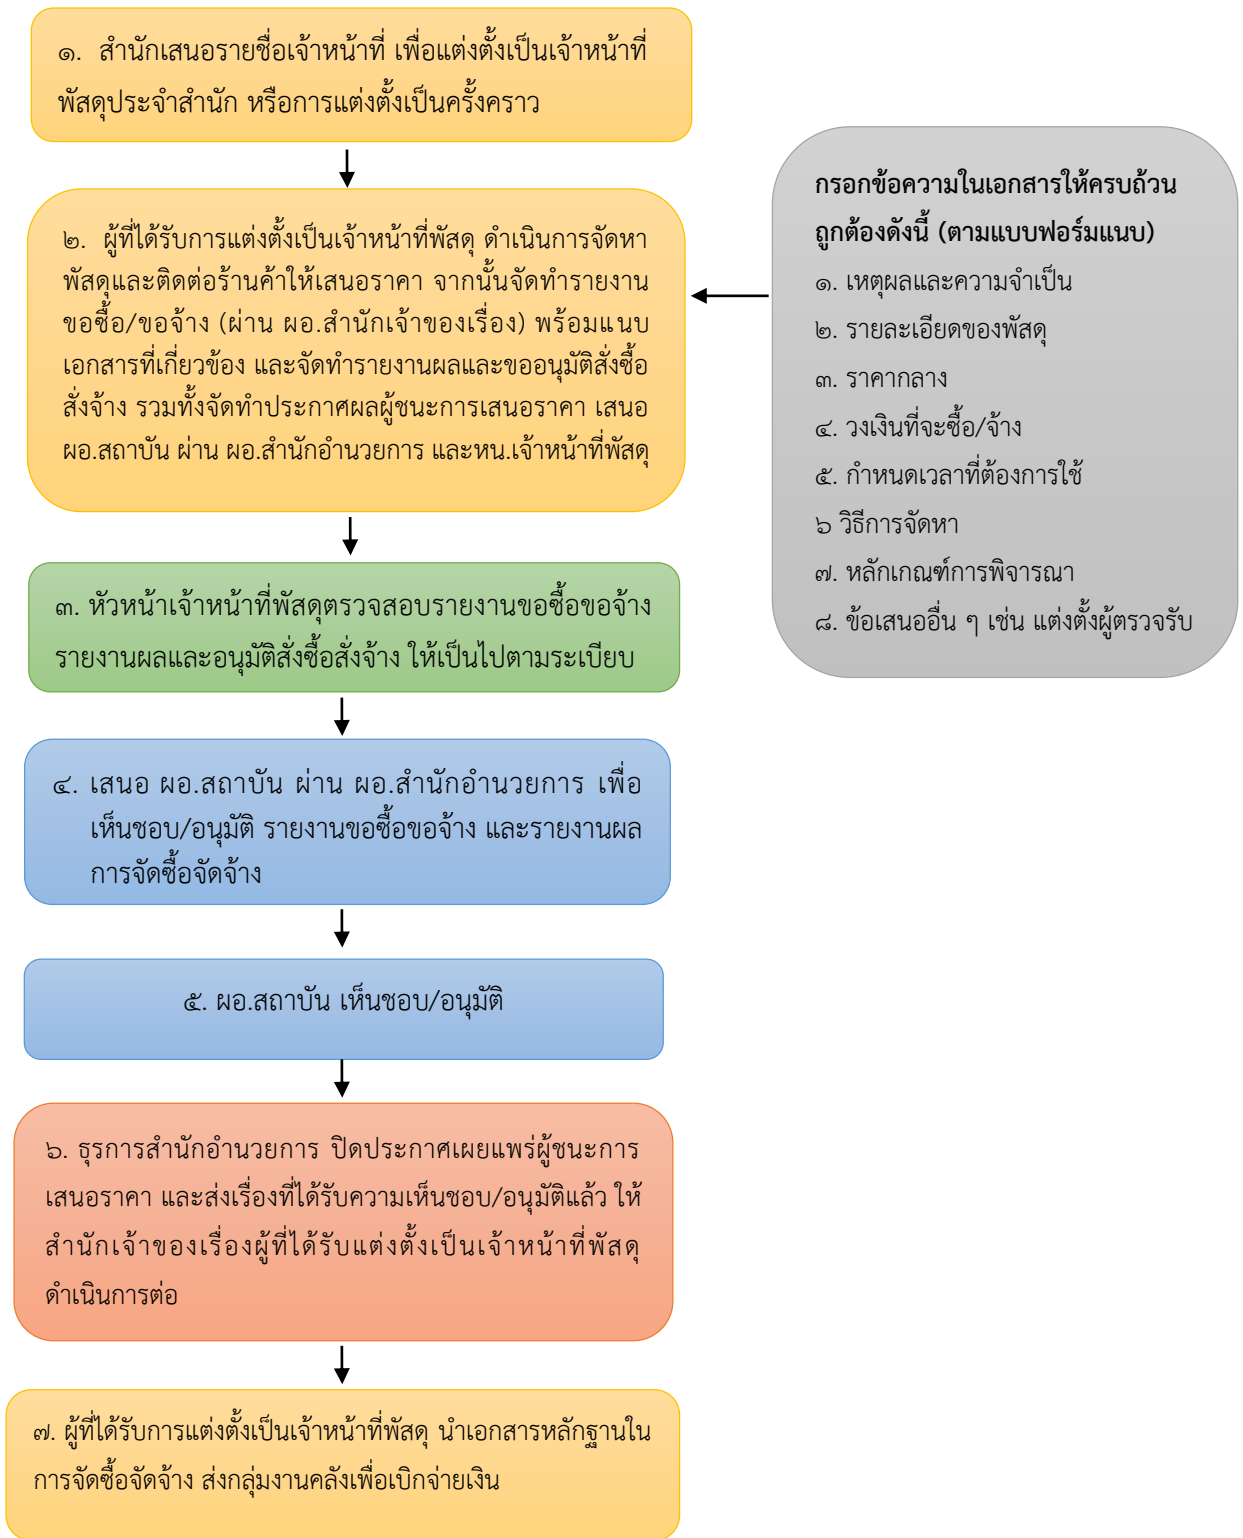 ๑. สำนักเสนอรายชื่อเจ้าหน้าที่ เพื่อแต่งตั้งเป็นเจ้าหน้าที่
พัสดุประจำสำนัก หรือการแต่งตั้งเป็นครั้งคราว
๒. ผู้ที่ได้รับการแต่งตั้งเป็นเจ้าหน้าที่พัสดุ ดำเนินการจัดหา
พัสดุและติดต่อร้านค้าให้เสนอราคา จากนั้นจัดทำรายงาน
ขอซื้อ/ขอจ้าง (ผ่าน ผอ.สำนักเจ้าของเรื่อง) พร้อมแนบ
เอกสารที่เกี่ยวข้อง และจัดทำรายงานผลและขออนุมัติสั่งซื้อ
สั่งจ้าง รวมทั้งจัดทำประกาศผลผู้ชนะการเสนอราคา เสนอ
ผอ.สถาบัน ผ่าน ผอ.สำนักอำนวยการ และหน.เจ้าหน้าที่พัสดุ
กรอกข้อความในเอกสารให้ครบถ้วน
ถูกต้องดังนี้ (ตามแบบฟอร์มแนบ)
๑. เหตุผลและความจำเป็น
๒. รายละเอียดของพัสดุ
๓. ราคากลาง
๔. วงเงินที่จะซื้อ/จ้าง
๕. กำหนดเวลาที่ต้องการใช้
๖ วิธีการจัดหา
๗. หลักเกณฑ์การพิจารณา
๘. ข้อเสนออื่น ๆ เช่น แต่งตั้งผู้ตรวจรับ
๓. หัวหน้าเจ้าหน้าที่พัสดุตรวจสอบรายงานขอซื้อขอจ้าง
รายงานผลและอนุมัติสั่งซื้อสั่งจ้าง ให้เป็นไปตามระเบียบ
๔. เสนอ ผอ.สถาบัน ผ่าน ผอ.สำนักอำนวยการ เพื่อ
เห็นชอบ/อนุมัติ รายงานขอซื้อขอจ้าง และรายงานผล
การจัดซื้อจัดจ้าง
๕. ผอ.สถาบัน เห็นชอบ/อนุมัติ
๖. ธุรการสำนักอำนวยการ ปิดประกาศเผยแพร่ผู้ชนะการ
เสนอราคา และส่งเรื่องที่ได้รับความเห็นชอบ/อนุมัติแล้ว ให้
สำนักเจ้าของเรื่องผู้ที่ได้รับแต่งตั้งเป็นเจ้าหน้าที่พัสดุ
ดำเนินการต่อ
๗. ผู้ที่ได้รับการแต่งตั้งเป็นเจ้าหน้าที่พัสดุ นำเอกสารหลักฐานใน
การจัดซื้อจัดจ้าง ส่งกลุ่มงานคลังเพื่อเบิกจ่ายเงิน